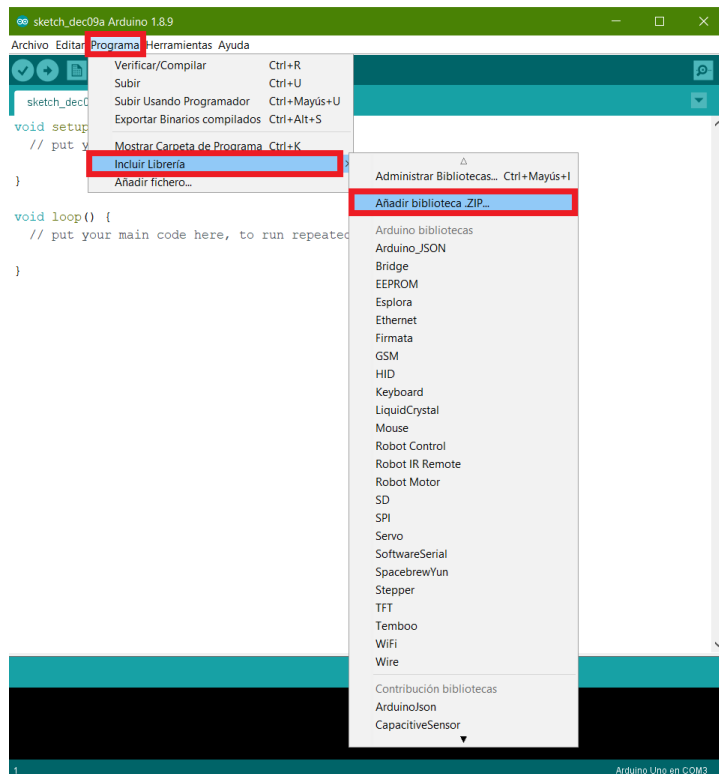 sketch_dec09a Arduino 1.8.9
Archivo Editar Programa Herramientas Ayuda
Verificar/Compilar Ctrl+R
Subir Ctrl+U
Subir Usando Programador Ctrl+Mayús+U
Exportar Binarios compilados Ctrl+Alt+S
Mostrar Carpeta de Programa Ctrl+K
Incluir Librería
Añadir fichero...
sketch_dec0
void setup
// put y
}
void loop() {
// put your main code here, to run repeated
}
Administrar Bibliotecas... Ctrl+Mayús+I
Añadir biblioteca .ZIP...
Arduino bibliotecas
Arduino_JSON
Bridge
EEPROM
Esplora
Ethernet
Firmata
GSM
HID
Keyboard
LiquidCrystal
Mouse
Robot Control
Robot IR Remote
Robot Motor
SD
SPI
Servo
SoftwareSerial
SpacebrewYun
Stepper
TFT
Temboo
WiFi
Wire
Contribución bibliotecas
ArduinoJson
CapacitiveSensor
1 Arduino Uno en COM3